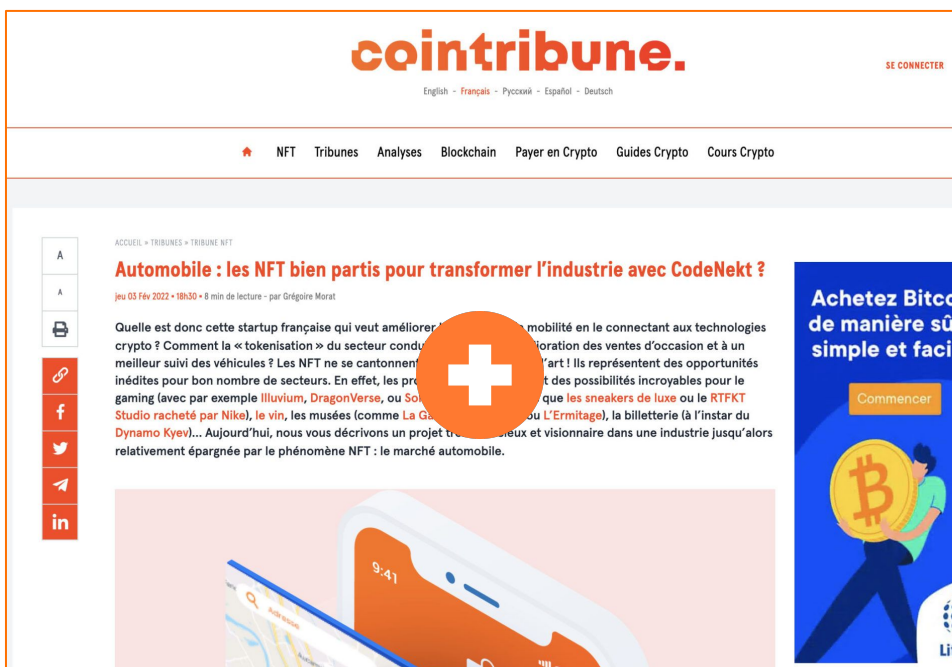 cointribune.
SE CONNECTER
English - Français - Русский - Español - Deutsch
NFT Tribunes Analyses Blockchain Payer en Crypto Guides Crypto Cours Crypto
A
A
ACCUEIL » TRIBUNES » TRIBUNE NFT
Automobile : les NFT bien partis pour transformer l'industrie avec CodeNekt ?
jeu 03 Fév 2022 • 18h30 • 8 min de lecture - par Grégoire Morat
Quelle est donc cette startup française qui veut améliorer mobilité en le connectant aux technologies
crypto ? Comment la « tokenisation » du secteur des ventes d'occasion et à un
meilleur suivi des véhicules ? Les NFT ne se cantonnent l'art ! Ils représentent des opportunités
inédites pour bon nombre de secteurs. En effet, les des possibilités incroyables pour le
gaming (avec par exemple Illuvium, DragonVerse, ou que les sneakers de luxe ou le RTFKT
Studio racheté par Nike), le vin, les musées (comme La ou L'Ermitage), la billetterie (à l'instar du
Dynamo Kyev)... Aujourd'hui, nous vous décrivons un projet et visionnaire dans une industrie jusqu'alors
relativement épargnée par le phénomène NFT : le marché automobile.
Achetez
de manière
simple et
Commencer
9:41
Adresse